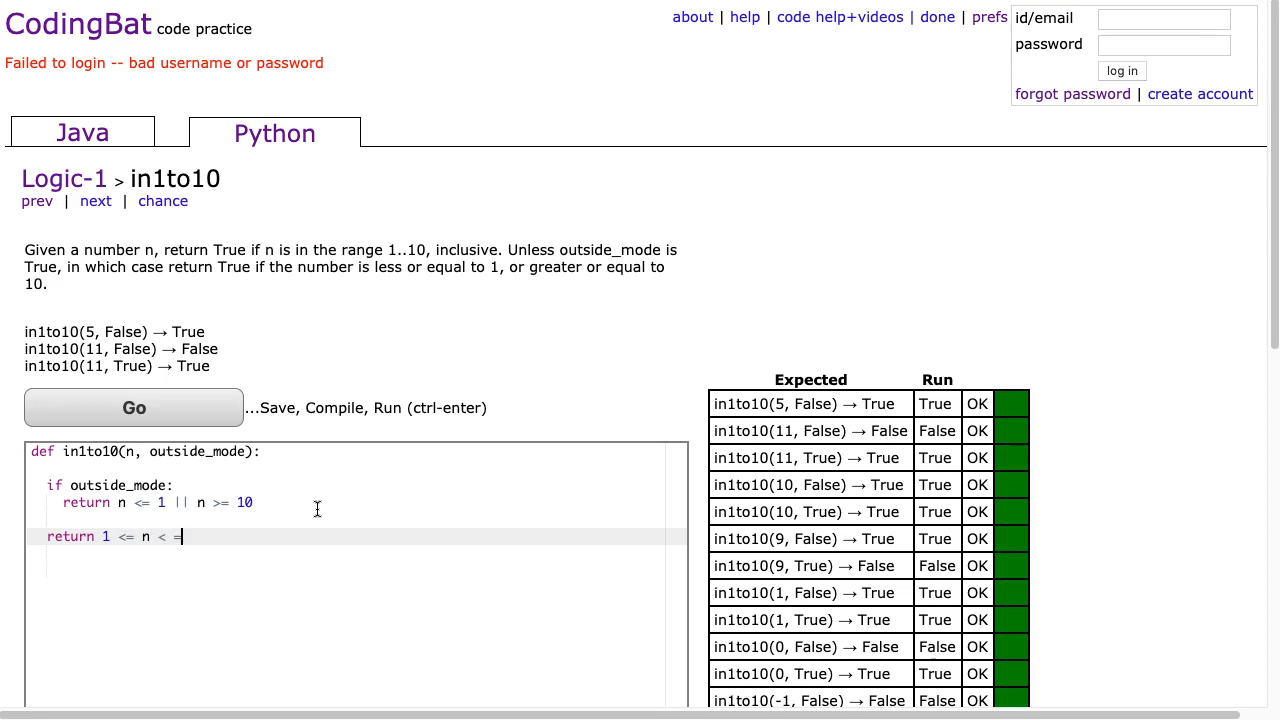 CodingBat code practice
about | help | code help+videos | done | prefs
id/email
password
log in
forgot password | create account
Failed to login -- bad username or password
Java
Python
Logic-1 > in1to10
prev | next | chance
Given a number n, return True if n is in the range 1..10, inclusive. Unless outside_mode is
True, in which case return True if the number is less or equal to 1, or greater or equal to
10.
in1to10(5, False) → True
in1to10(11, False) → False
in1to10(11, True) → True
Go ...Save, Compile, Run (ctrl-enter)
def in1to10(n, outside_mode):
if outside_mode:
return n <= 1 || n >= 10
return 1 <= n < =
Expected Run
in1to10(5, False) → True True OK
in1to10(11, False) → False False OK
in1to10(11, True) → True True OK
in1to10(10, False) → True True OK
in1to10(10, True) → True True OK
in1to10(9, False) → True True OK
in1to10(9, True) → False False OK
in1to10(1, False) → True True OK
in1to10(1, True) → True True OK
in1to10(0, False) → False False OK
in1to10(0, True) → True True OK
in1to10(-1, False) → False False OK